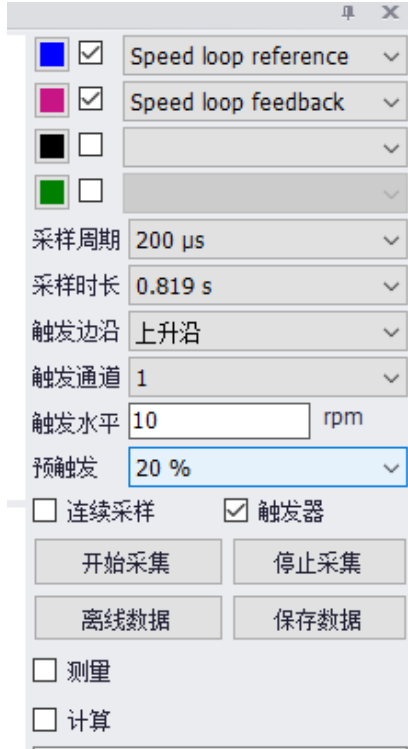 Speed loop reference
Speed loop feedback
采样周期 200 μs
采样时长 0.819 s
触发边沿 上升沿
触发通道 1
触发水平 10 rpm
预触发 20 %
连续采样 触发器
开始采集 停止采集
离线数据 保存数据
测量
计算